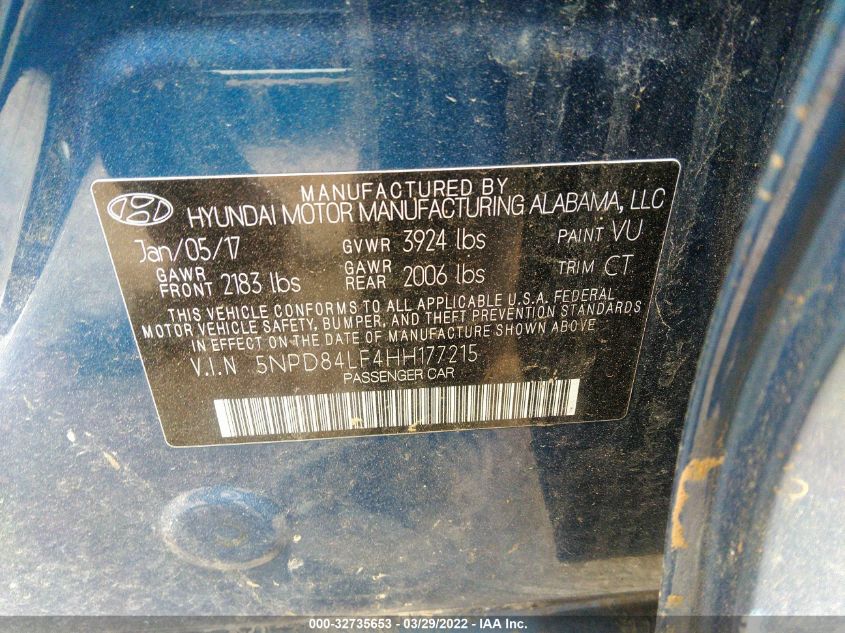 MANUFACTURED BY
HYUNDAI MOTOR MANUFACTURING ALABAMA, LLC
Jan/05/17 GVWR 3924 lbs PAINT VU
GAWR FRONT 2183 lbs GAWR REAR 2006 lbs TRIM CT
THIS VEHICLE CONFORMS TO ALL APPLICABLE U.S.A. FEDERAL
MOTOR VEHICLE SAFETY, BUMPER, AND THEFT PREVENTION STANDARDS
IN EFFECT ON THE DATE OF MANUFACTURE SHOWN ABOVE
V.I.N 5NPD84LF4HH177215
PASSENGER CAR
000-32735653 - 03/29/2022 - IAA Inc.